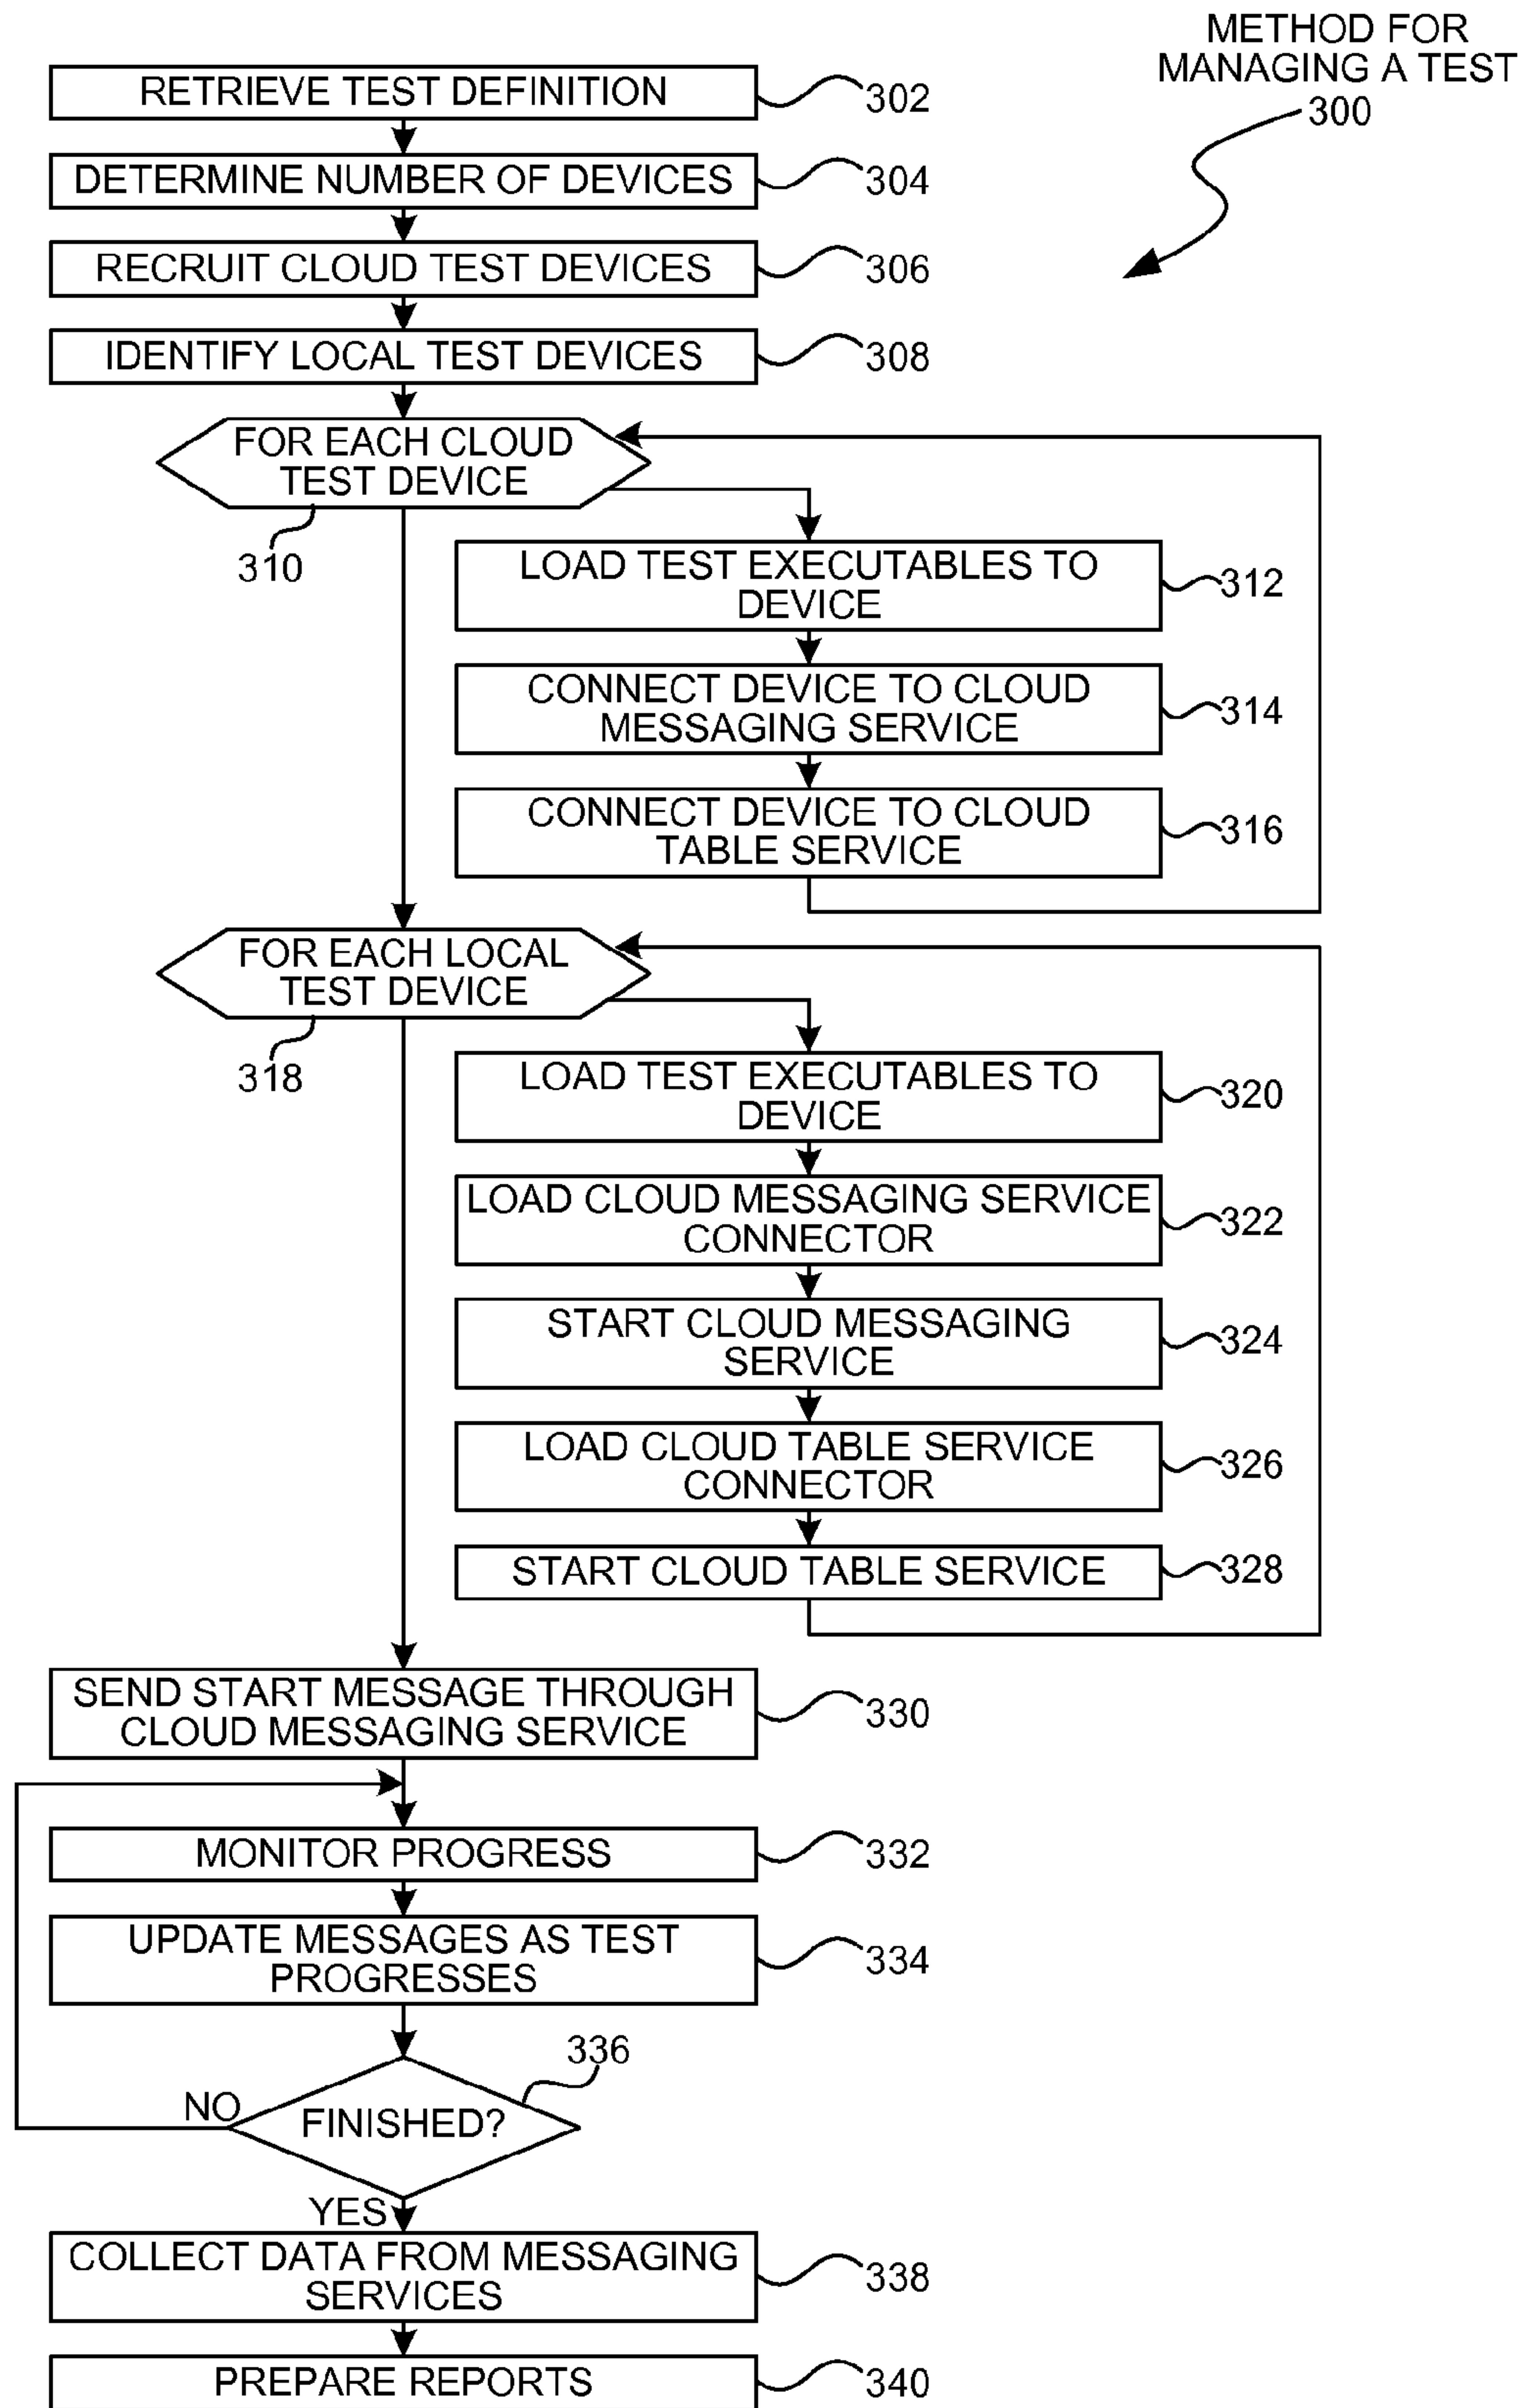 METHOD FOR
MANAGING A TEST
300
RETRIEVE TEST DEFINITION
302
DETERMINE NUMBER OF DEVICES
304
RECRUIT CLOUD TEST DEVICES
306
IDENTIFY LOCAL TEST DEVICES
308
FOR EACH CLOUD
TEST DEVICE
310
LOAD TEST EXECUTABLES TO
DEVICE
312
CONNECT DEVICE TO CLOUD
MESSAGING SERVICE
314
CONNECT DEVICE TO CLOUD
TABLE SERVICE
316
FOR EACH LOCAL
TEST DEVICE
318
LOAD TEST EXECUTABLES TO
DEVICE
320
LOAD CLOUD MESSAGING SERVICE
CONNECTOR
322
START CLOUD MESSAGING
SERVICE
324
LOAD CLOUD TABLE SERVICE
CONNECTOR
326
START CLOUD TABLE SERVICE
328
SEND START MESSAGE THROUGH
CLOUD MESSAGING SERVICE
330
MONITOR PROGRESS
332
UPDATE MESSAGES AS TEST
PROGRESSES
334
336
NO
FINISHED?
YES
COLLECT DATA FROM MESSAGING
SERVICES
338
PREPARE REPORTS
340